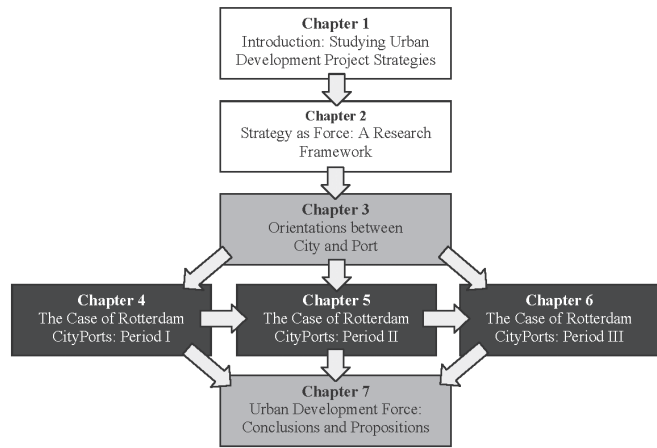 Chapter 1
Introduction: Studying Urban
Development Project Strategies
Chapter 2
Strategy as Force: A Research
Framework
Chapter 3
Orientations between
City and Port
Chapter 4
The Case of Rotterdam
CityPorts: Period I
Chapter 5
The Case of Rotterdam
CityPorts: Period II
Chapter 6
The Case of Rotterdam
CityPorts: Period III
Chapter 7
Urban Development Force:
Conclusions and Propositions